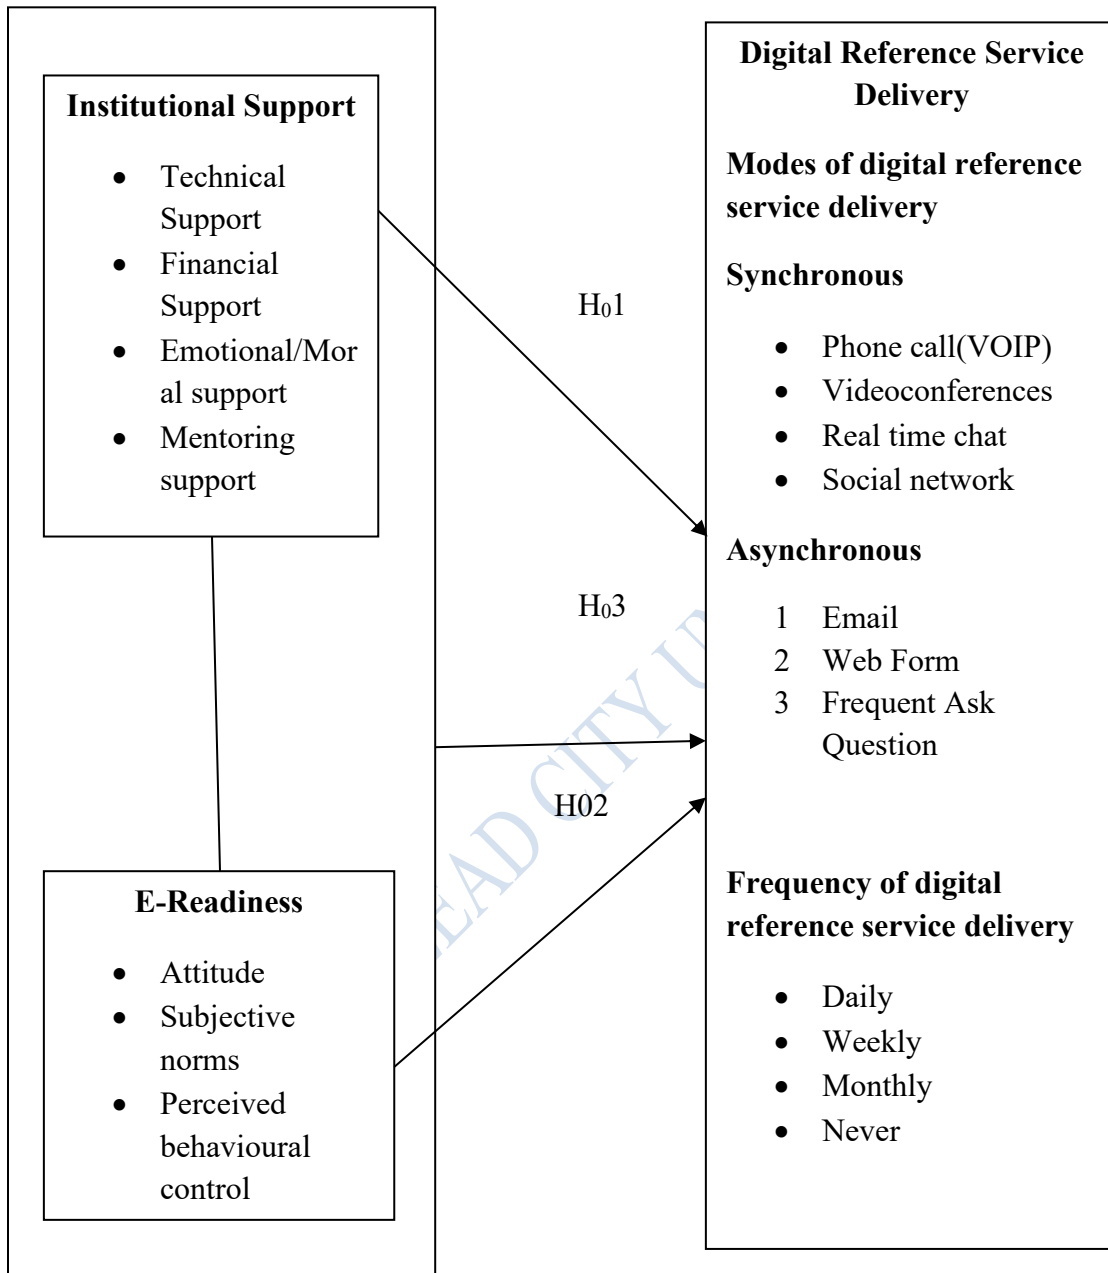 Institutional Support
• Technical
Support
• Financial
Support
• Emotional/Mor
al support
• Mentoring
support
E-Readiness
• Attitude
• Subjective
norms
• Perceived
behavioural
control
H₀1
H₀3
H02
Digital Reference Service
Delivery
Modes of digital reference
service delivery
Synchronous
• Phone call(VOIP)
• Videoconferences
• Real time chat
• Social network
Asynchronous
1 Email
2 Web Form
3 Frequent Ask
Question
Frequency of digital
reference service delivery
• Daily
• Weekly
• Monthly
• Never
CITY